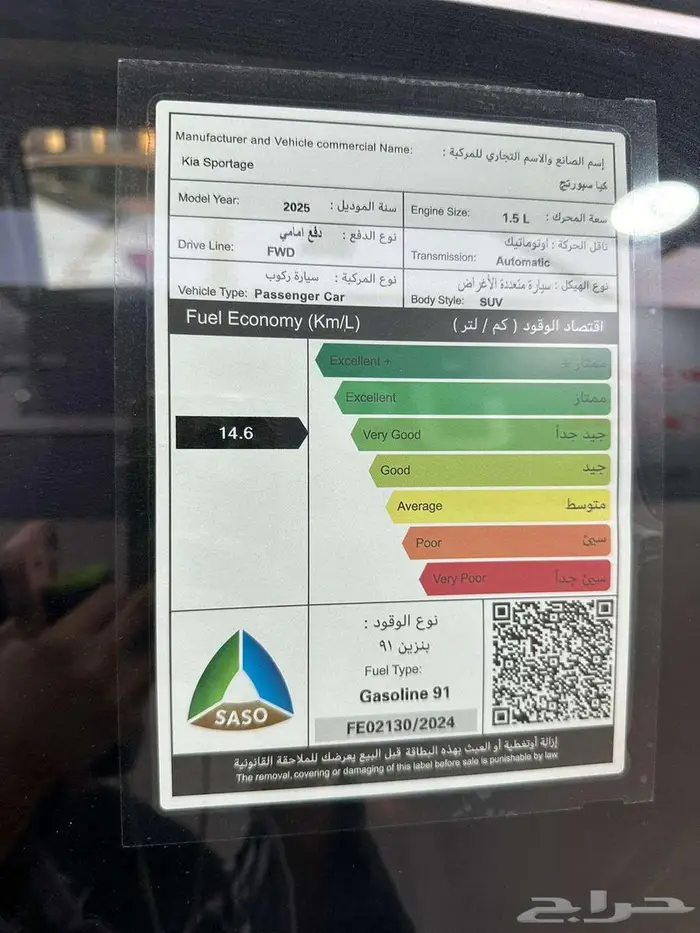 Manufacturer and Vehicle commercial Name: إسم الصانع والاسم التجاري للمركبة :
Kia Sportage كيا سبورتج
Model Year: 2025 سنة الموديل :
Engine Size: 1.5 L سعة المحرك :
Drive Line: FWD دفع امامي نوع الدفع :
Transmission: Automatic ناقل الحركة : أوتوماتيك
Vehicle Type: Passenger Car نوع المركبة : سيارة ركوب
Body Style: SUV نوع الهيكل : سيارة متعددة الأغراض
Fuel Economy (Km/L) اقتصاد الوقود ( كم / لتر )
Excellent + ممتاز +
Excellent ممتاز
14.6
Very Good جيد جداً
Good جيد
Average متوسط
Poor سيئ
Very Poor سيئ جداً
نوع الوقود :
بنزين ٩١
Fuel Type:
Gasoline 91
FE02130/2024
SASO
إزالة أوتغطية أو العبث بهذه البطاقة قبل البيع يعرضك للملاحقة القانونية
The removal, covering or damaging of this label before sale is punishable by law
حراج